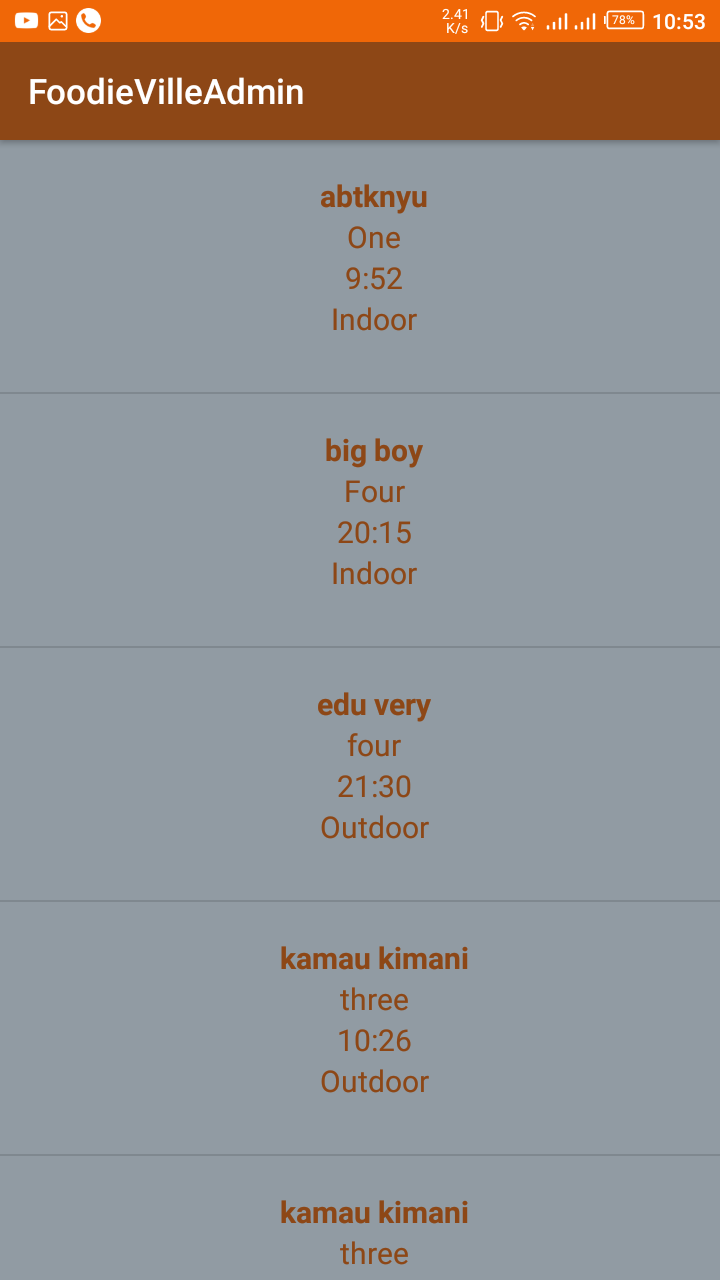 2.41
K/s
78%
10:53
FoodieVilleAdmin
abtknyu
One
9:52
Indoor
big boy
Four
20:15
Indoor
edu very
four
21:30
Outdoor
kamau kimani
three
10:26
Outdoor
kamau kimani
three